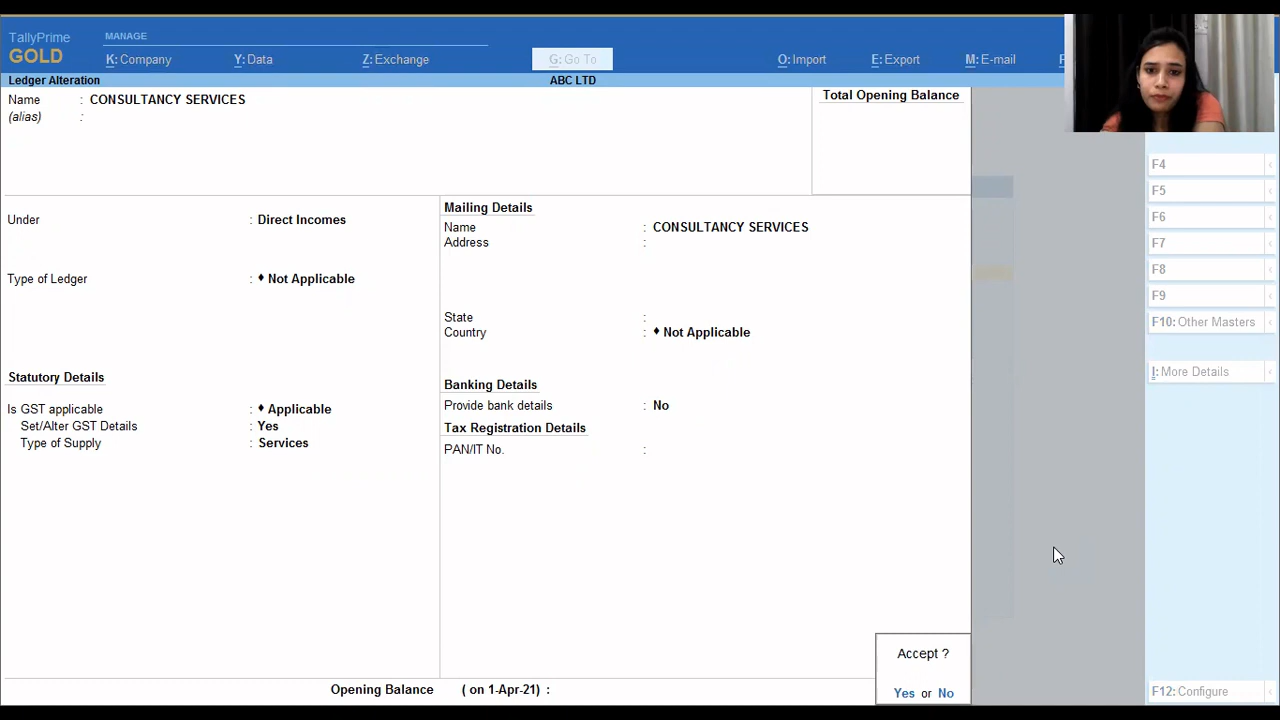 TallyPrime
GOLD
MANAGE
K: Company
Y: Data
Z: Exchange
G: Go To
O: Import
E: Export
M: E-mail
Ledger Alteration
ABC LTD
Name : CONSULTANCY SERVICES
(alias) :
Total Opening Balance
Under : Direct Incomes
Type of Ledger : ♦ Not Applicable
Statutory Details
Is GST applicable : ♦ Applicable
Set/Alter GST Details : Yes
Type of Supply : Services
Mailing Details
Name : CONSULTANCY SERVICES
Address :
State :
Country : ♦ Not Applicable
Banking Details
Provide bank details : No
Tax Registration Details
PAN/IT No. :
Opening Balance ( on 1-Apr-21) :
Accept ?
Yes or No
F4
F5
F6
F7
F8
F9
F10: Other Masters
I: More Details
F12: Configure